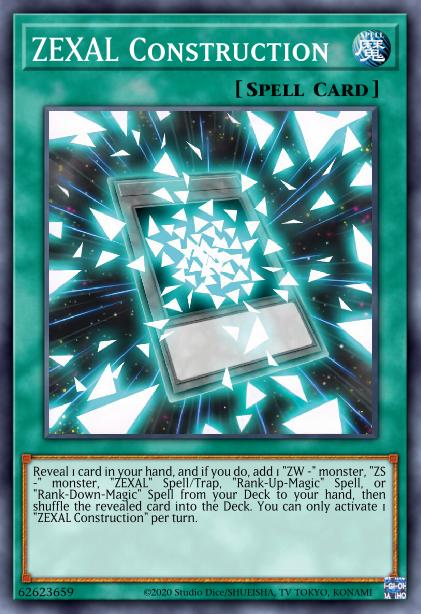 ZEXAL Construction
SPELL
魔
[ Spell Card ]
Reveal 1 card in your hand, and if you do, add 1 "ZW -" monster, "ZS
-" monster, "ZEXAL" Spell/Trap, "Rank-Up-Magic" Spell, or
"Rank-Down-Magic" Spell from your Deck to your hand, then
shuffle the revealed card into the Deck. You can only activate 1
"ZEXAL Construction" per turn.
62623659
©2020 Studio Dice/SHUEISHA, TV TOKYO, KONAMI